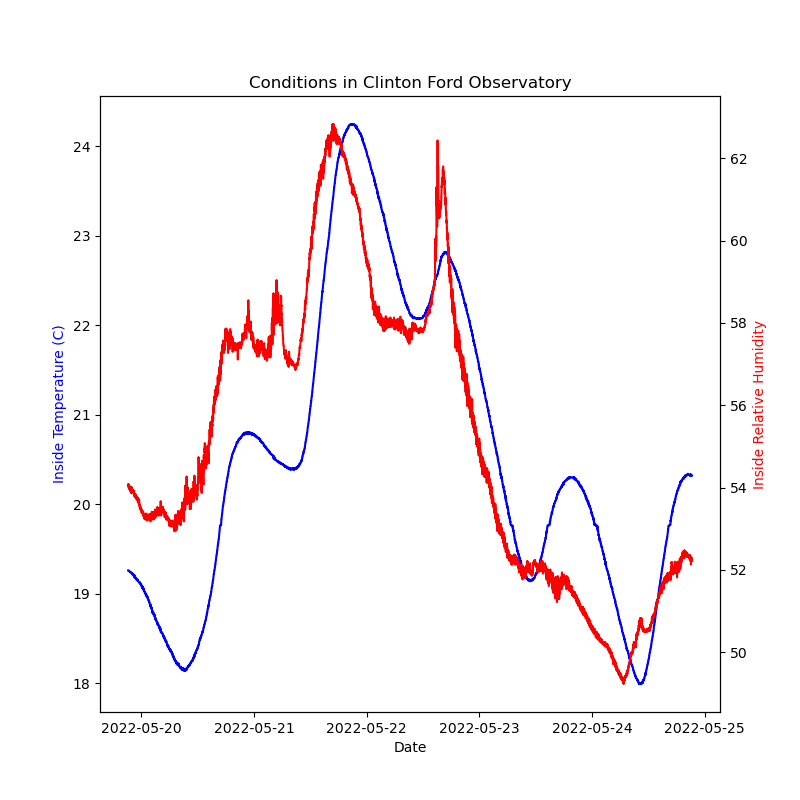 Conditions in Clinton Ford Observatory
24
23
22
21
20
19
18
Inside Temperature (C)
62
60
58
56
54
52
50
Inside Relative Humidity
2022-05-20 2022-05-21 2022-05-22 2022-05-23 2022-05-24 2022-05-25
Date